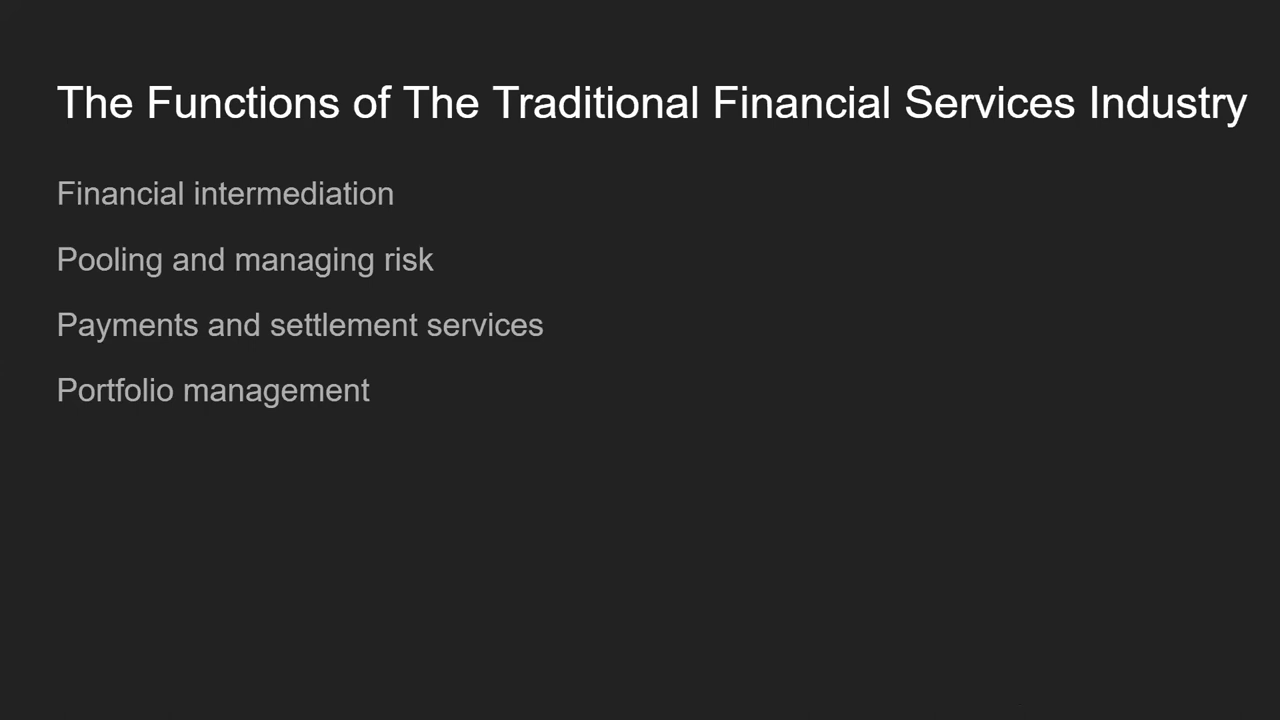 The Functions of The Traditional Financial Services Industry
Financial intermediation
Pooling and managing risk
Payments and settlement services
Portfolio management